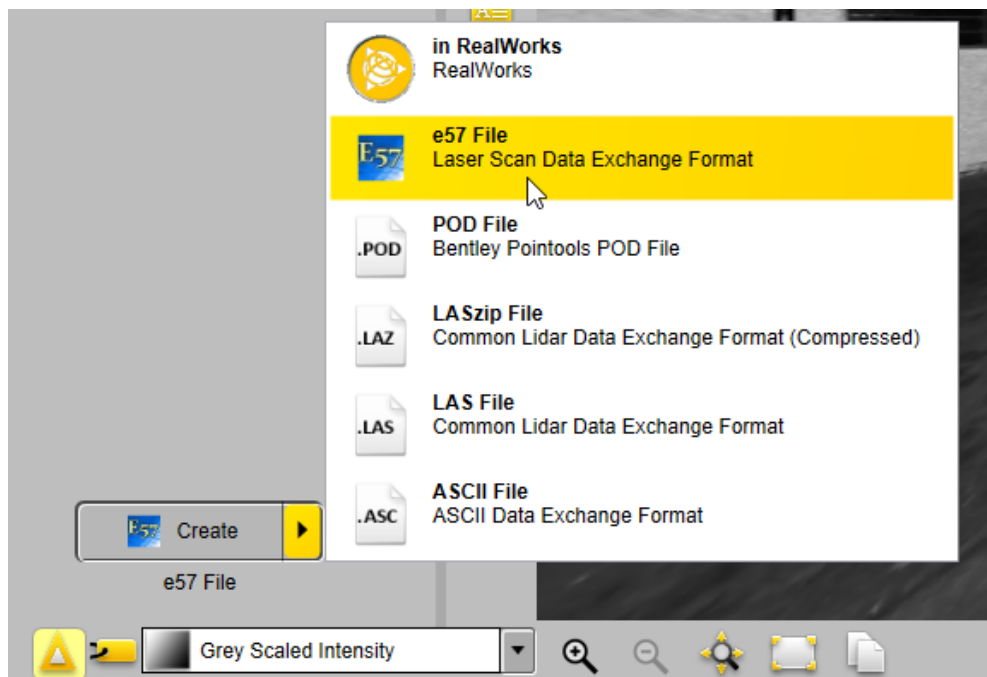 A
in RealWorks
RealWorks
E57
e57 File
Laser Scan Data Exchange Format
.POD
POD File
Bentley Pointools POD File
.LAZ
LASzip File
Common Lidar Data Exchange Format (Compressed)
.LAS
LAS File
Common Lidar Data Exchange Format
.ASC
ASCII File
ASCII Data Exchange Format
E57 Create
e57 File
Grey Scaled Intensity